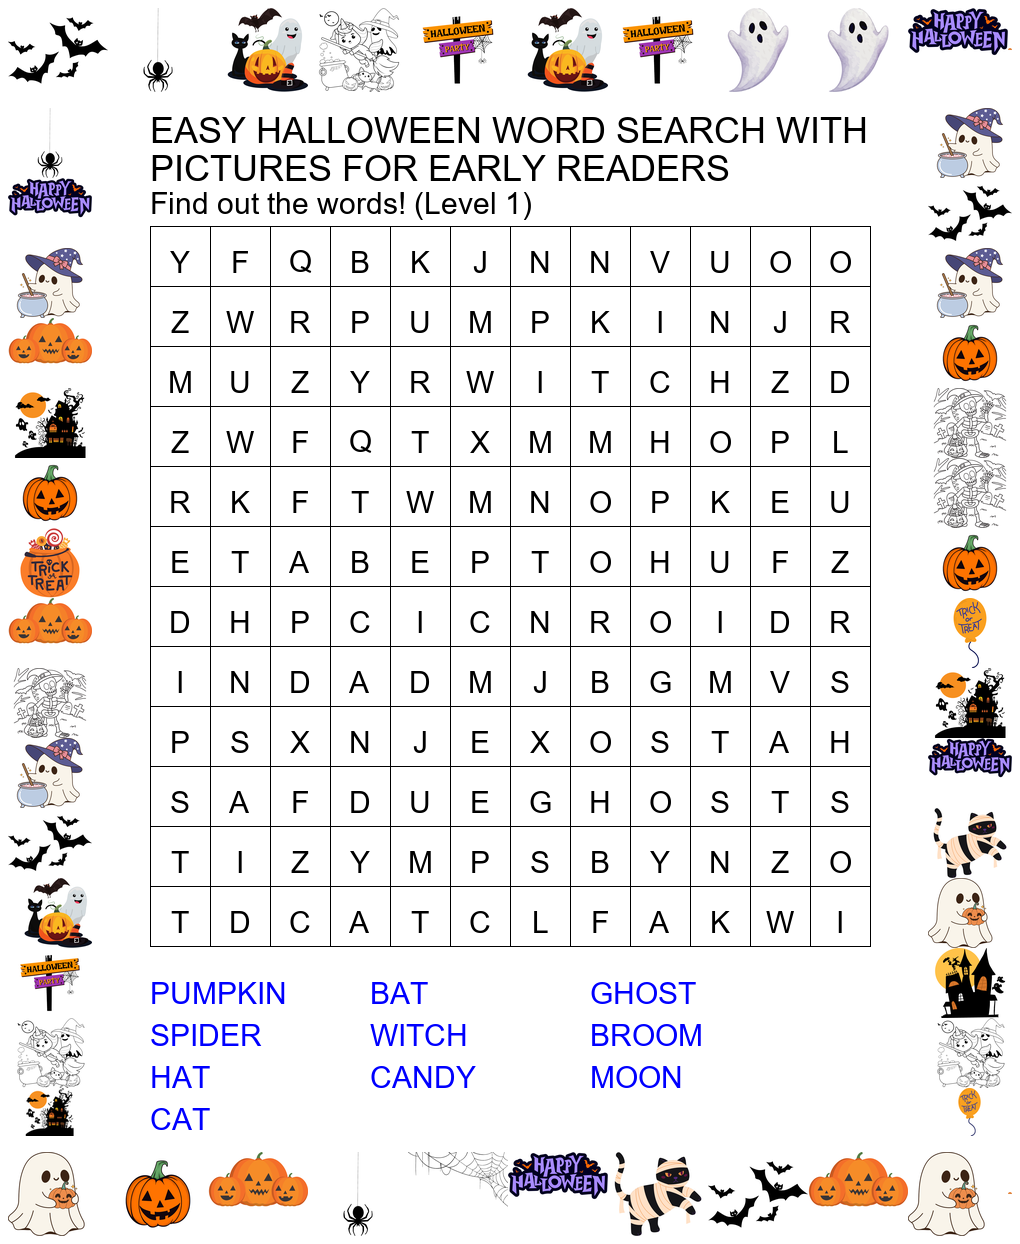 HALLOWEEN
PARTY
HALLOWEEN
PARTY
HAPPY
HALLOWEEN
EASY HALLOWEEN WORD SEARCH WITH
PICTURES FOR EARLY READERS
Find out the words! (Level 1)
HAPPY
HALLOWEEN
Y F Q B K J N N V U O O
Z W R P U M P K I N J R
M U Z Y R W I T C H Z D
Z W F Q T X M M H O P L
R K F T W M N O P K E U
E T A B E P T O H U F Z
D H P C I C N R O I D R
I N D A D M J B G M V S
P S X N J E X O S T A H
S A F D U E G H O S T S
T I Z Y M P S B Y N Z O
T D C A T C L F A K W I
TRICK
or
TREAT
TRICK
or
TREAT
HAPPY
HALLOWEEN
HALLOWEEN
PARTY
TRICK
or
TREAT
PUMPKIN BAT GHOST
SPIDER WITCH BROOM
HAT CANDY MOON
CAT
HAPPY
HALLOWEEN